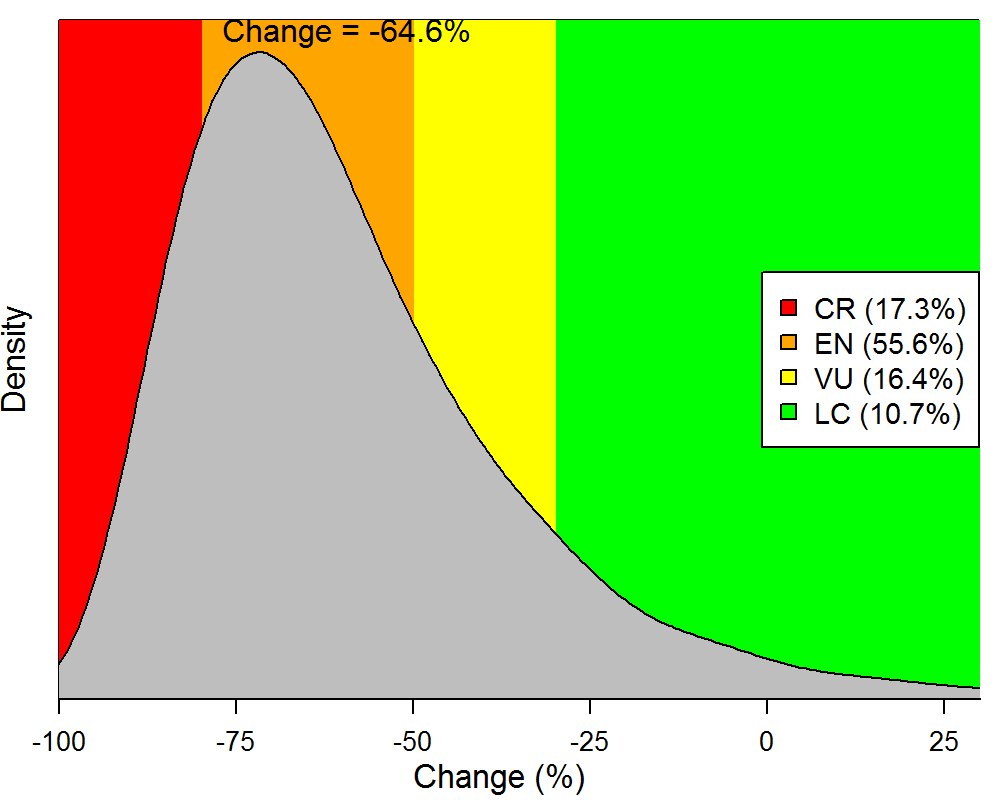 Change = -64.6%
Density
CR (17.3%)
EN (55.6%)
VU (16.4%)
LC (10.7%)
-100 -75 -50 -25 0 25
Change (%)